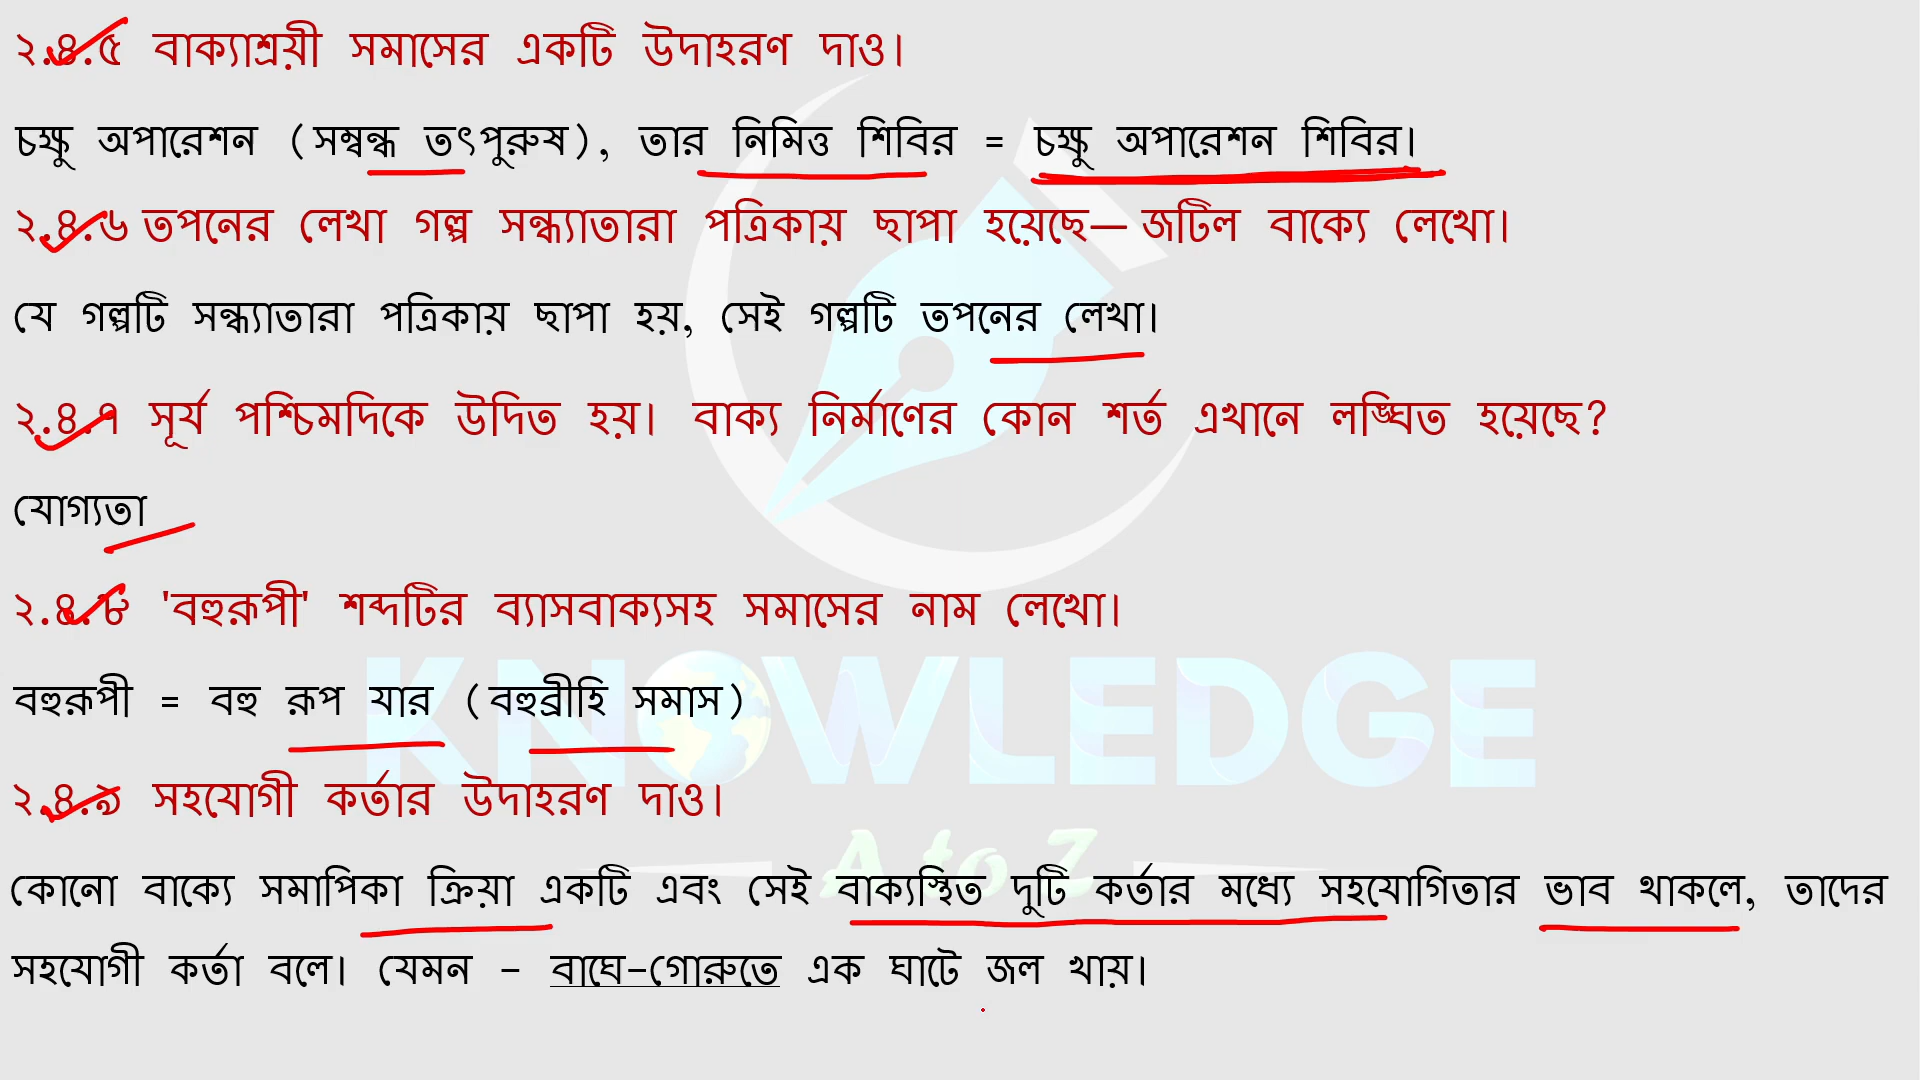 ২.৪.৫ বাক্যাশ্রয়ী সমাসের একটি উদাহরণ দাও।
চক্ষু অপারেশন (সম্বন্ধ তৎপুরুষ), তার নিমিত্ত শিবির = চক্ষু অপারেশন শিবির।
২.৪.৬ তপনের লেখা গল্প সন্ধ্যাতারা পত্রিকায় ছাপা হয়েছে— জটিল বাক্যে লেখো।
যে গল্পটি সন্ধ্যাতারা পত্রিকায় ছাপা হয়, সেই গল্পটি তপনের লেখা।
২.৪.৭ সূর্য পশ্চিমদিকে উদিত হয়। বাক্য নির্মাণের কোন শর্ত এখানে লঙ্ঘিত হয়েছে?
যোগ্যতা
২.৪.৮ 'বহুরূপী' শব্দটির ব্যাসবাক্যসহ সমাসের নাম লেখো।
বহুরূপী = বহু রূপ যার (বহুব্রীহি সমাস)
KNOWLEDGE
২.৪.৯ সহযোগী কর্তার উদাহরণ দাও।
A to Z
কোনো বাক্যে সমাপিকা ক্রিয়া একটি এবং সেই বাক্যস্থিত দুটি কর্তার মধ্যে সহযোগিতার ভাব থাকলে, তাদের
সহযোগী কর্তা বলে। যেমন - বাঘে-গোরুতে এক ঘাটে জল খায়।